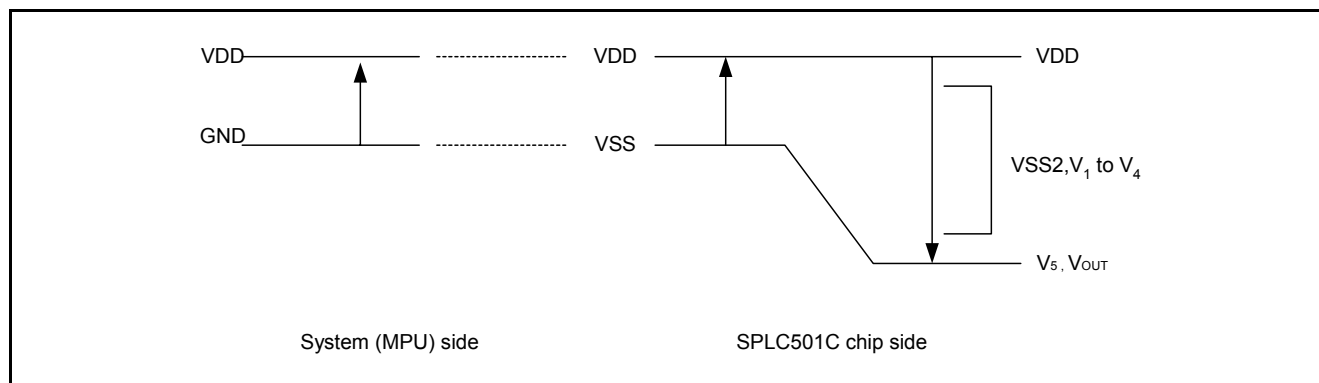 VDD VDD VDD
GND VSS
VSS2,V₁ to V₄
V₅ , VOUT
System (MPU) side SPLC501C chip side